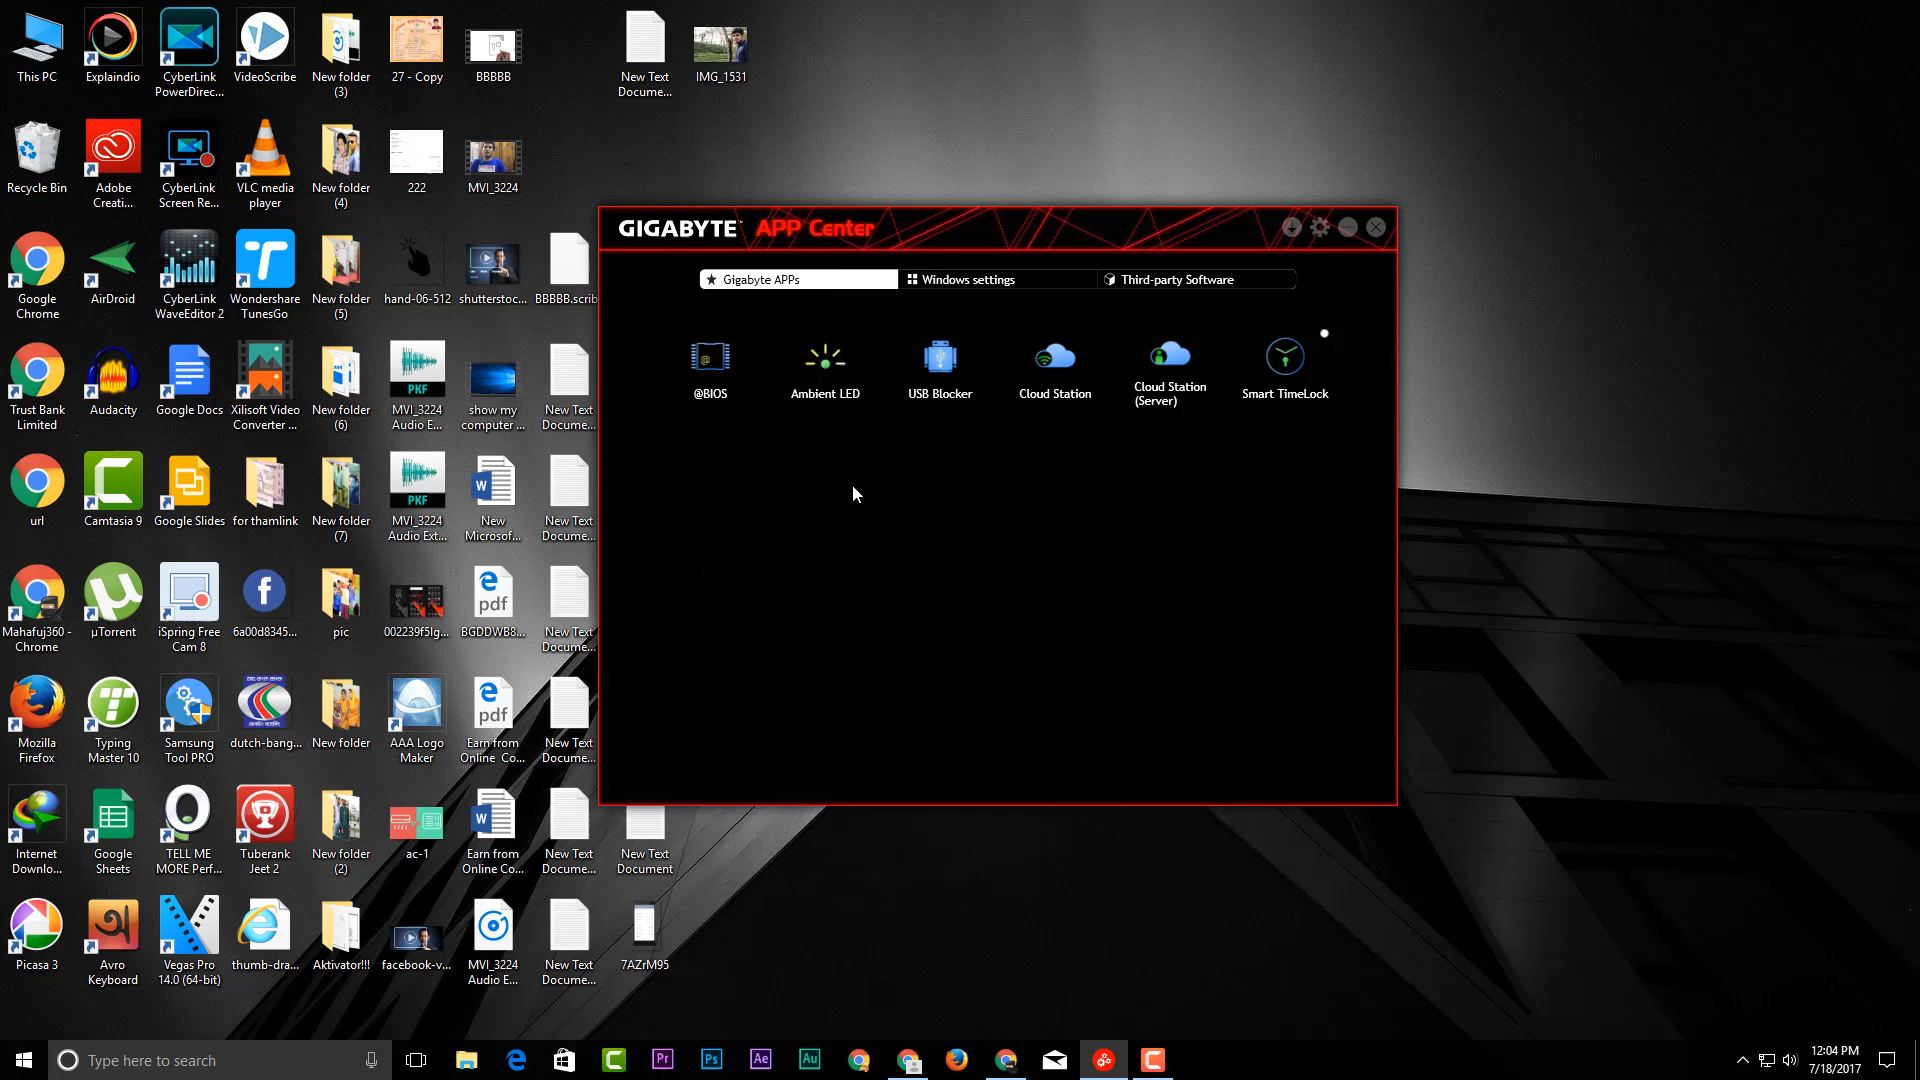 This PC
Explaindio
CyberLink
PowerDirec...
VideoScribe
New folder
(3)
27 - Copy
BBBBB
New Text
Docume...
IMG_1531
Recycle Bin
Adobe
Creati...
CyberLink
Screen Re...
VLC media
player
New folder
(4)
222
MVI_3224
GIGABYTE APP Center
Gigabyte APPs
Windows settings
Third-party Software
@BIOS
Ambient LED
USB Blocker
Cloud Station
Cloud Station
(Server)
Smart TimeLock
Google
Chrome
AirDroid
CyberLink
WaveEditor 2
Wondershare
TunesGo
New folder
(5)
hand-06-512
shutterstoc...
BBBBB.scrib
Trust Bank
Limited
Audacity
Google Docs
Xilisoft Video
Converter ...
New folder
(6)
PKF
MVI_3224
Audio E...
show my
computer ...
New Text
Docume...
url
Camtasia 9
Google Slides
for thamlink
New folder
(7)
PKF
MVI_3224
Audio Ext...
New
Microsof...
New Text
Docume...
Mahafuj360 -
Chrome
µTorrent
iSpring Free
Cam 8
6a00d8345...
pic
002239f5lg...
pdf
BGDDWB8...
New Text
Docume...
Mozilla
Firefox
Typing
Master 10
Samsung
Tool PRO
dutch-bang...
New folder
AAA Logo
Maker
pdf
Earn from
Online Co...
New Text
Docume...
Internet
Downlo...
Google
Sheets
TELL ME
MORE Perf...
Tuberank
Jeet 2
New folder
(2)
ac-1
Earn from
Online Co...
New Text
Docume...
New Text
Document
Picasa 3
Avro
Keyboard
Vegas Pro
14.0 (64-bit)
thumb-dra...
Aktivator!!!
facebook-v...
MVI_3224
Audio E...
New Text
Docume...
7AZrM95
Type here to search
Pr
Ps
Ae
Au
12:04 PM
7/18/2017